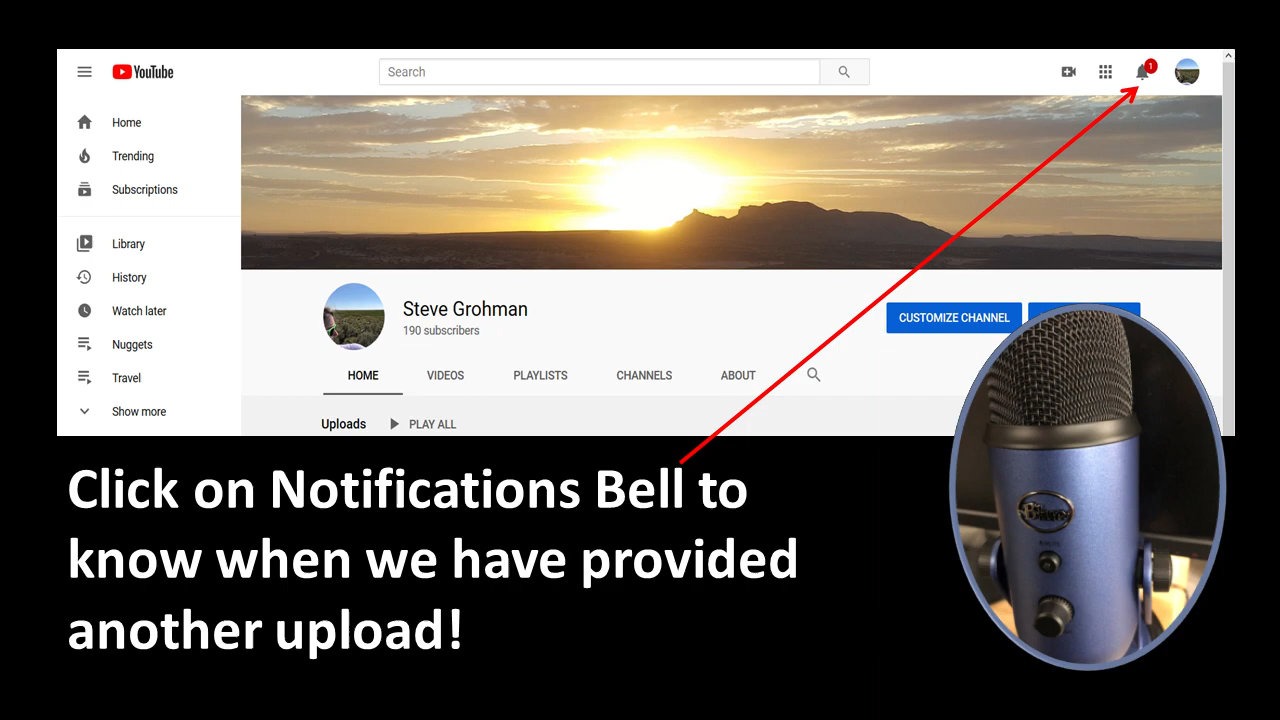 YouTube
Search
1
Home
Trending
Subscriptions
Library
History
Watch later
Nuggets
Travel
Show more
Steve Grohman
190 subscribers
CUSTOMIZE CHANNEL
HOME VIDEOS PLAYLISTS CHANNELS ABOUT
Uploads PLAY ALL
Click on Notifications Bell to
know when we have provided
another upload!
Blue